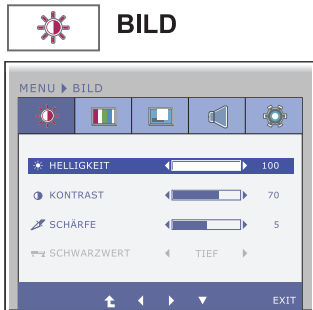 BILD
MENU ▶ BILD
HELLIGKEIT 100
KONTRAST 70
SCHÄRFE 5
SCHWARZWERT TIEF
EXIT